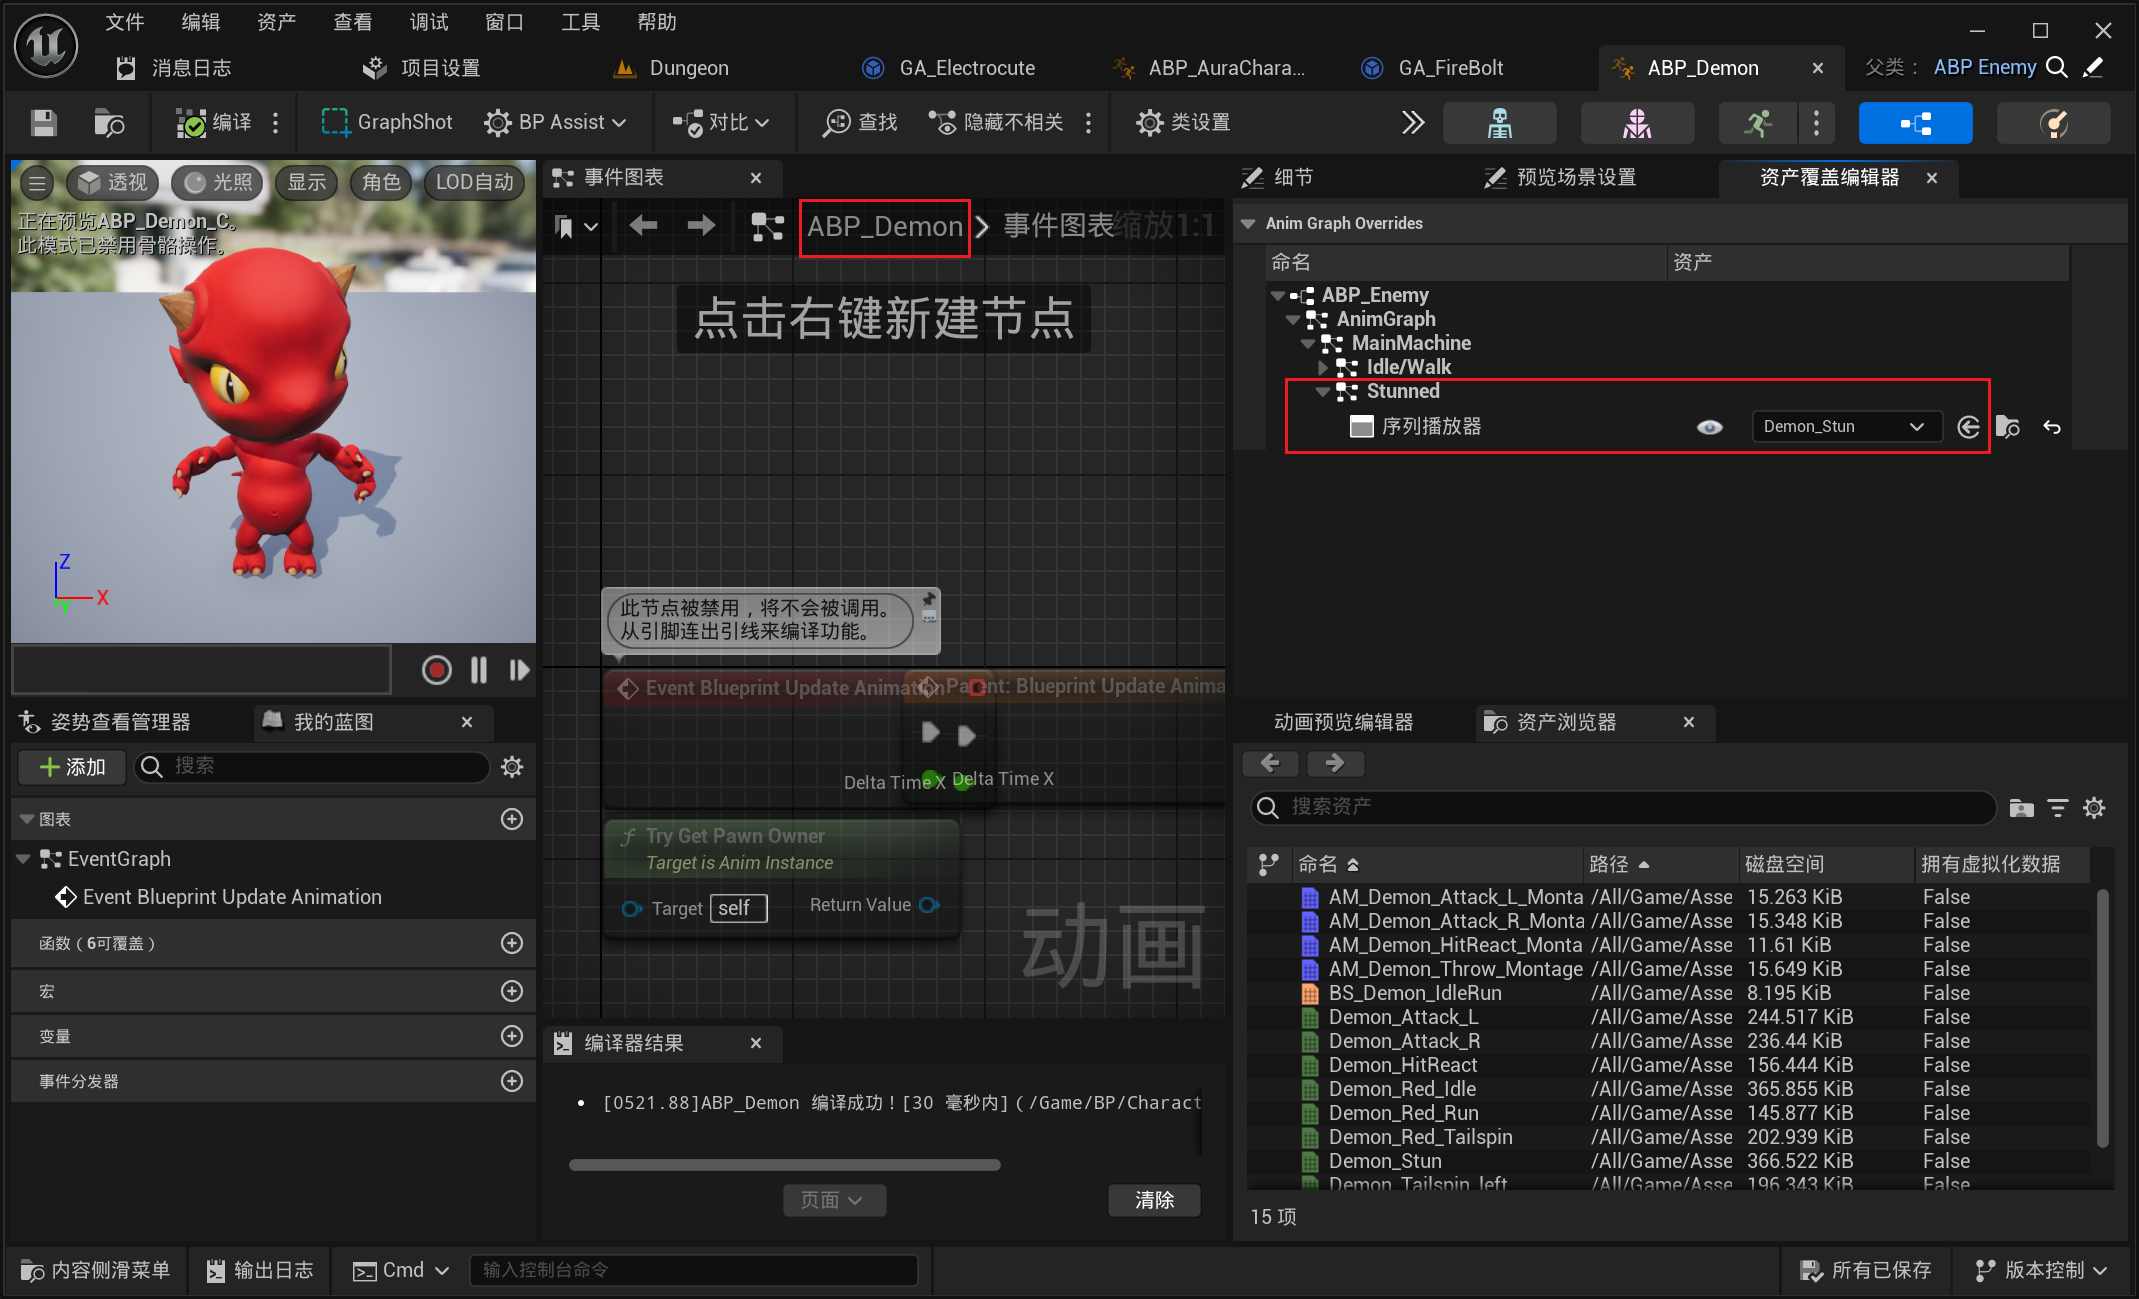 文件 编辑 资产 查看 调试 窗口 工具 帮助
消息日志 项目设置 Dungeon GA_Electrocute ABP_AuraChara... GA_FireBolt ABP_Demon 父类： ABP Enemy
编译 GraphShot BP Assist 对比 查找 隐藏不相关 类设置
透视 光照 显示 角色 LOD自动
正在预览ABP_Demon_C。
此模式已禁用骨骼操作。
Z
X
Y
事件图表
ABP_Demon 事件图表 缩放1:1
点击右键新建节点
此节点被禁用，将不会被调用。
从引脚连出引线来编译功能。
Event Blueprint Update Animation
Parent: Blueprint Update Anima
Delta Time X Delta Time X
Try Get Pawn Owner
Target is Anim Instance
Target self Return Value
动画
细节 预览场景设置 资产覆盖编辑器
Anim Graph Overrides
命名 资产
ABP_Enemy
AnimGraph
MainMachine
Idle/Walk
Stunned
序列播放器 Demon_Stun
姿势查看管理器 我的蓝图
添加 搜索
图表
EventGraph
Event Blueprint Update Animation
函数（6可覆盖）
宏
变量
事件分发器
编译器结果
[0521.88]ABP_Demon 编译成功！[30 毫秒内]（/Game/BP/Charact
页面 清除
动画预览编辑器 资产浏览器
搜索资产
命名 路径 磁盘空间 拥有虚拟化数据
AM_Demon_Attack_L_Monta /All/Game/Asse 15.263 KiB False
AM_Demon_Attack_R_Monta /All/Game/Asse 15.348 KiB False
AM_Demon_HitReact_Monta /All/Game/Asse 11.61 KiB False
AM_Demon_Throw_Montage /All/Game/Asse 15.649 KiB False
BS_Demon_IdleRun /All/Game/Asse 8.195 KiB False
Demon_Attack_L /All/Game/Asse 244.517 KiB False
Demon_Attack_R /All/Game/Asse 236.44 KiB False
Demon_HitReact /All/Game/Asse 156.444 KiB False
Demon_Red_Idle /All/Game/Asse 365.855 KiB False
Demon_Red_Run /All/Game/Asse 145.877 KiB False
Demon_Red_Tailspin /All/Game/Asse 202.939 KiB False
Demon_Stun /All/Game/Asse 366.522 KiB False
Demon_Tailspin_left /All/Game/Asse 196.343 KiB False
15 项
内容侧滑菜单 输出日志 Cmd 输入控制台命令 所有已保存 版本控制